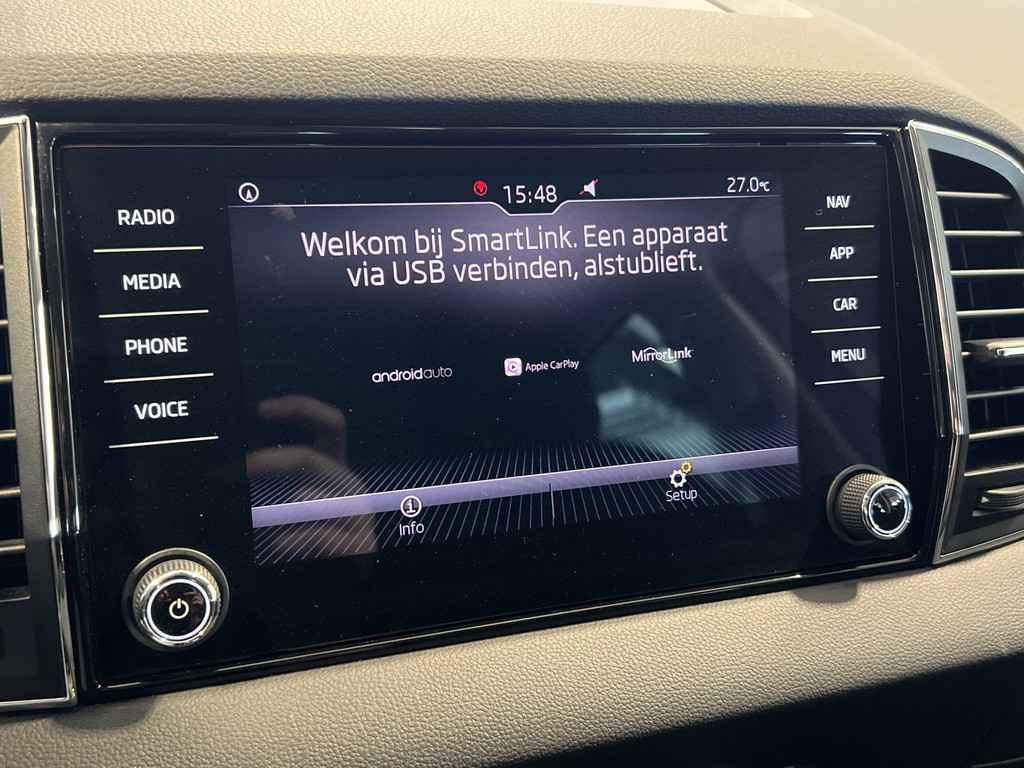 15:48
27.0°C
RADIO
MEDIA
PHONE
VOICE
Welkom bij SmartLink. Een apparaat
via USB verbinden, alstublieft.
androidauto
Apple CarPlay
MirrorLink
Info
Setup
NAV
APP
CAR
MENU